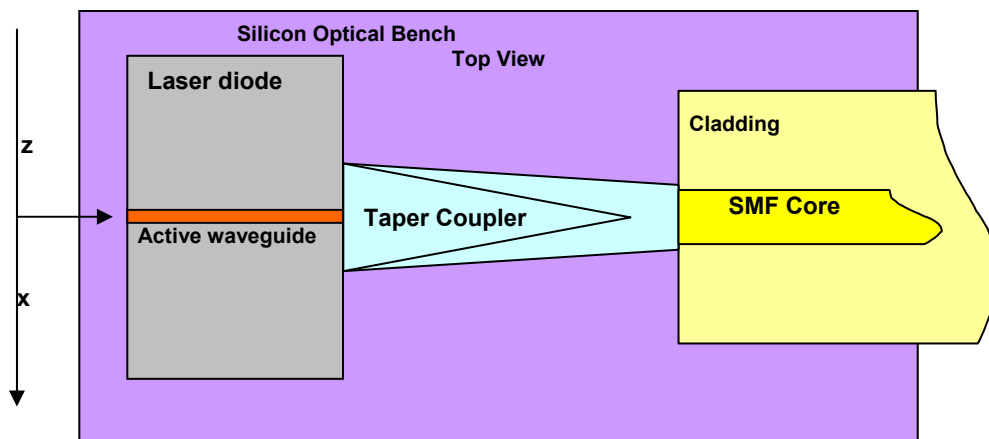 Silicon Optical Bench
Top View
Laser diode
Cladding
z
SMF Core
Taper Coupler
Active waveguide
x